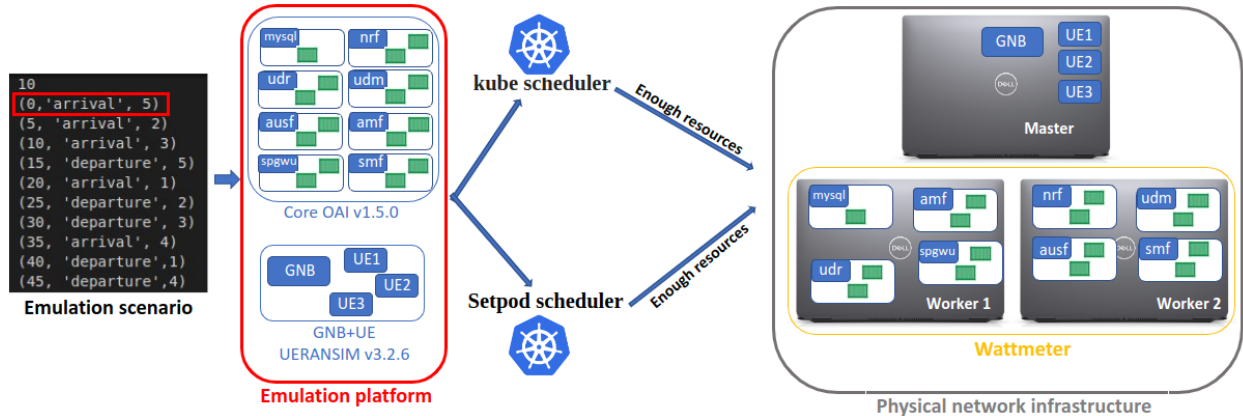 10
(0,'arrival', 5)
(5, 'arrival', 2)
(10, 'arrival', 3)
(15, 'departure', 5)
(20, 'arrival', 1)
(25, 'departure', 2)
(30, 'departure', 3)
(35, 'arrival', 4)
(40, 'departure',1)
(45, 'departure',4)
Emulation scenario
mysql
nrf
udr
udm
ausf
amf
spgwu
smf
Core OAI v1.5.0
GNB
UE1
UE2
UE3
GNB+UE
UERANSIM v3.2.6
Emulation platform
kube scheduler
Setpod scheduler
Enough resources
Enough resources
GNB
UE1
UE2
UE3
DELL
Master
mysql
amf
DELL
udr
spgwu
Worker 1
nrf
udm
ausf
DELL
smf
Worker 2
Wattmeter
Physical network infrastructure